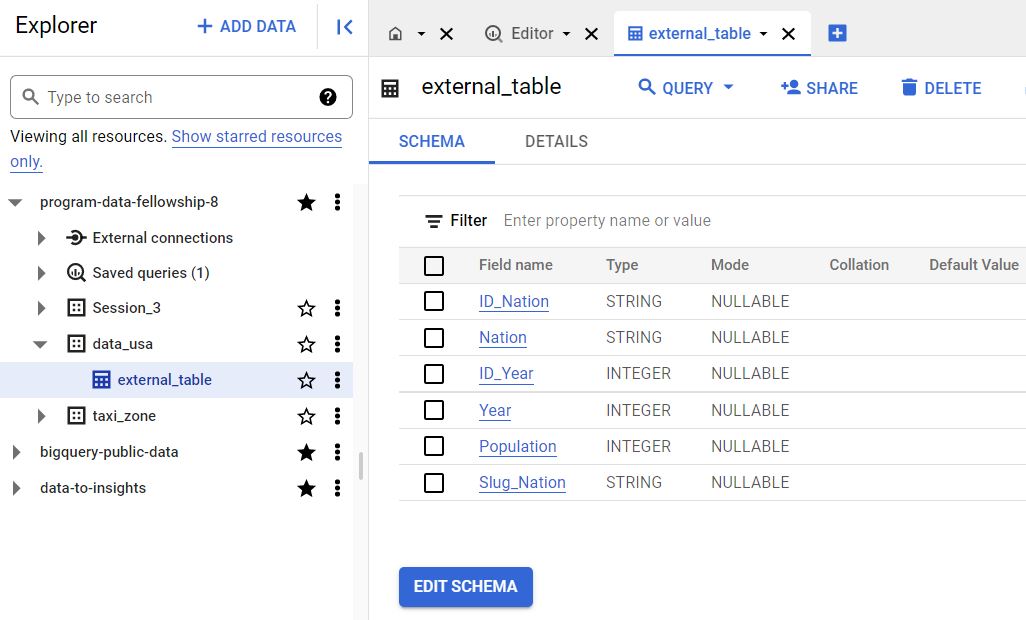 Explorer
+ ADD DATA
Type to search
Viewing all resources. Show starred resources
only.
program-data-fellowship-8
External connections
Saved queries (1)
Session_3
data_usa
external_table
taxi_zone
bigquery-public-data
data-to-insights
Editor
external_table
external_table
QUERY
SHARE
DELETE
SCHEMA
DETAILS
Filter Enter property name or value
Field name Type Mode Collation Default Value
ID_Nation STRING NULLABLE
Nation STRING NULLABLE
ID_Year INTEGER NULLABLE
Year INTEGER NULLABLE
Population INTEGER NULLABLE
Slug_Nation STRING NULLABLE
EDIT SCHEMA